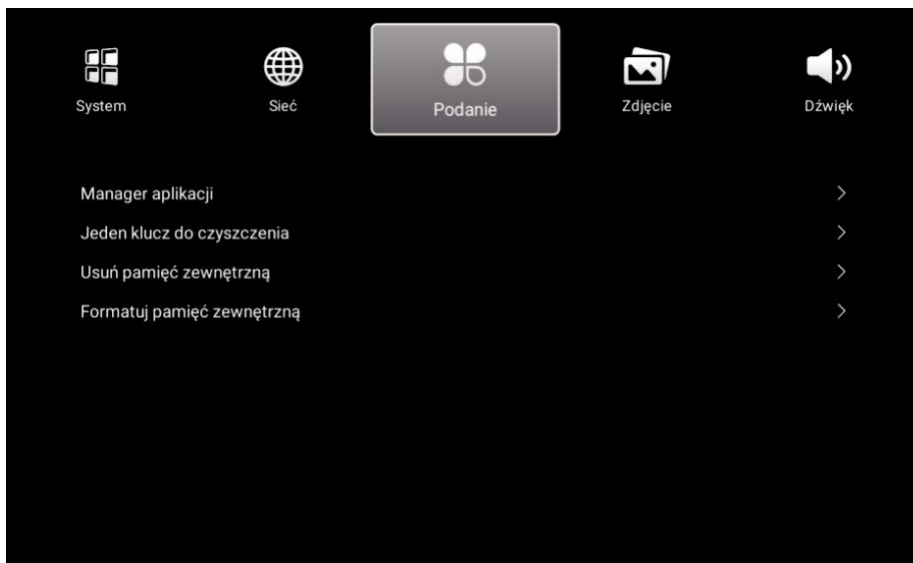 System
Sieć
Podanie
Zdjęcie
Dźwięk
Manager aplikacji
Jeden klucz do czyszczenia
Usuń pamięć zewnętrzną
Formatuj pamięć zewnętrzną